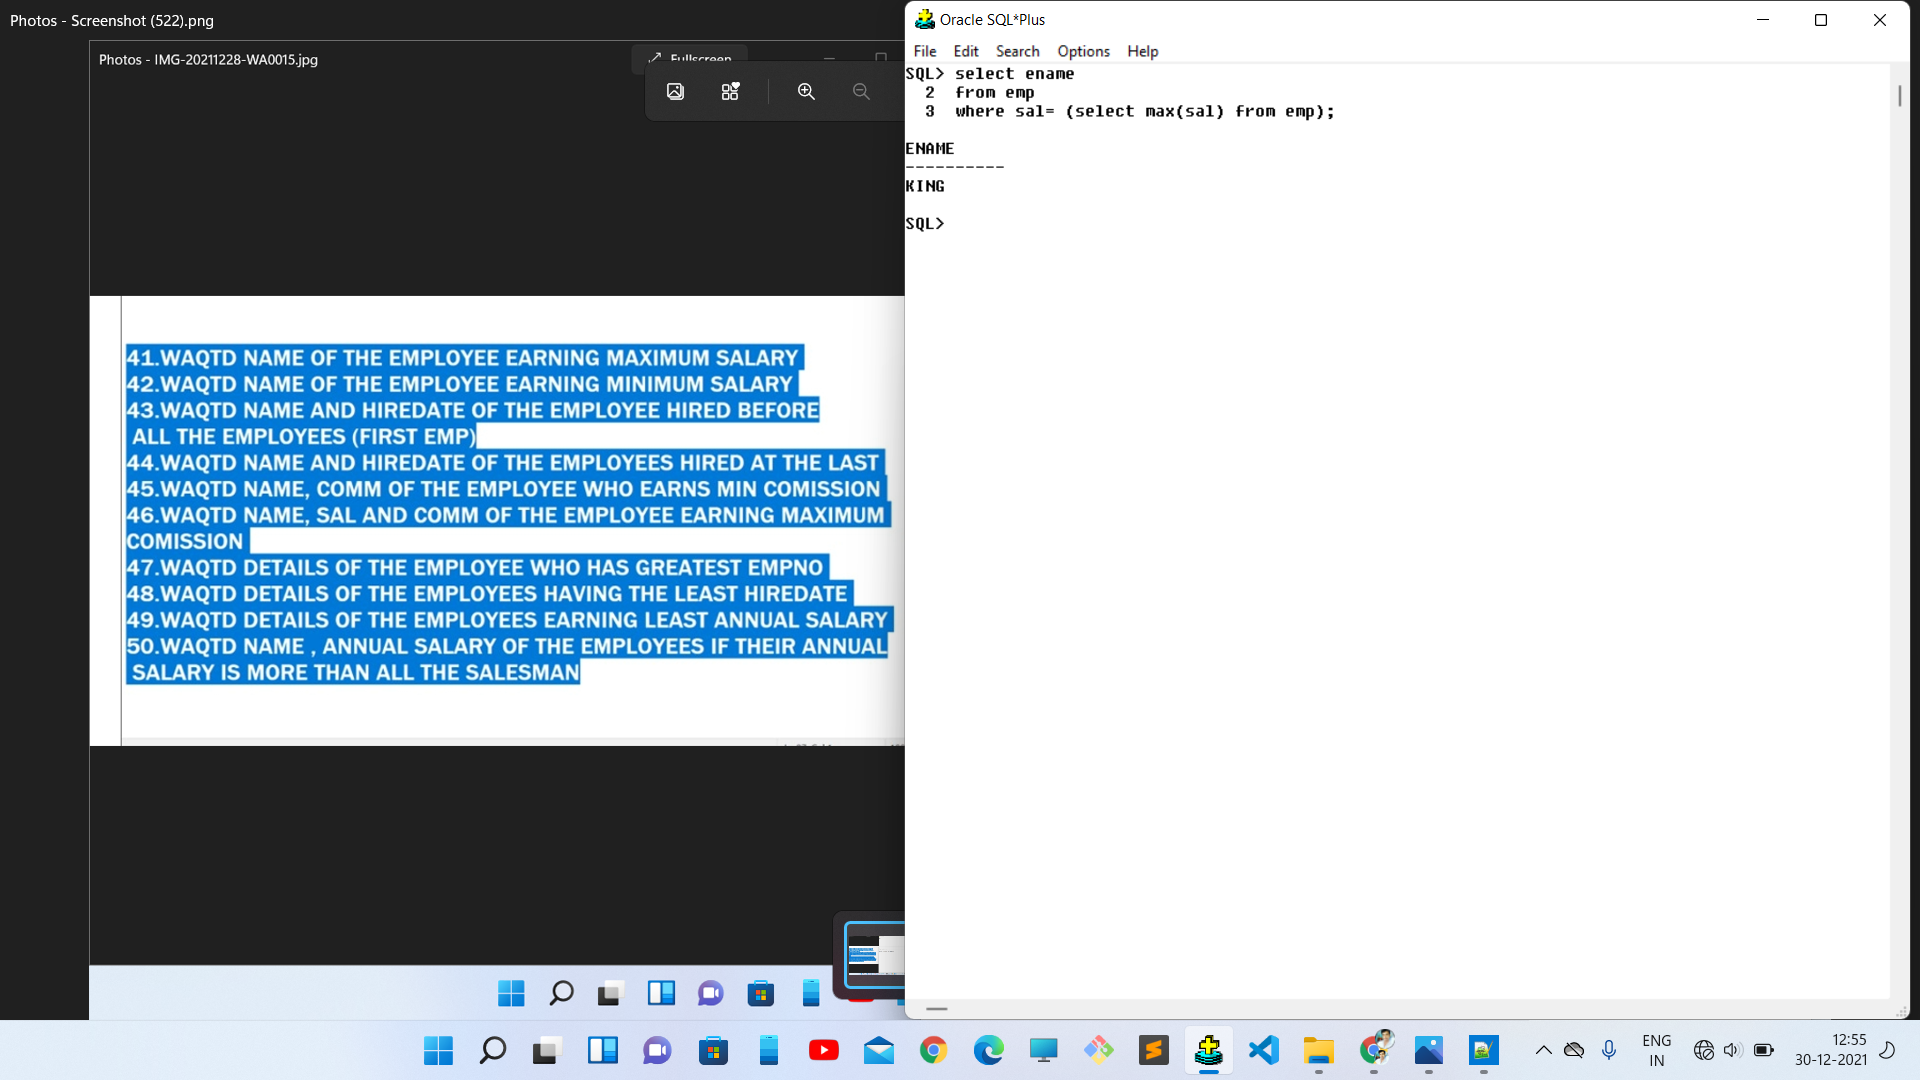 Photos - Screenshot (522).png
Photos - IMG-20211228-WA0015.jpg
Fullscreen
41.WAQTD NAME OF THE EMPLOYEE EARNING MAXIMUM SALARY
42.WAQTD NAME OF THE EMPLOYEE EARNING MINIMUM SALARY
43.WAQTD NAME AND HIREDATE OF THE EMPLOYEE HIRED BEFORE
ALL THE EMPLOYEES (FIRST EMP)
44.WAQTD NAME AND HIREDATE OF THE EMPLOYEES HIRED AT THE LAST
45.WAQTD NAME, COMM OF THE EMPLOYEE WHO EARNS MIN COMISSION
46.WAQTD NAME, SAL AND COMM OF THE EMPLOYEE EARNING MAXIMUM
COMISSION
47.WAQTD DETAILS OF THE EMPLOYEE WHO HAS GREATEST EMPNO
48.WAQTD DETAILS OF THE EMPLOYEES HAVING THE LEAST HIREDATE
49.WAQTD DETAILS OF THE EMPLOYEES EARNING LEAST ANNUAL SALARY
50.WAQTD NAME , ANNUAL SALARY OF THE EMPLOYEES IF THEIR ANNUAL
SALARY IS MORE THAN ALL THE SALESMAN
Oracle SQL*Plus
File Edit Search Options Help
SQL> select ename
2 from emp
3 where sal= (select max(sal) from emp);
ENAME
----------
KING
SQL>
ENG
IN
12:55
30-12-2021